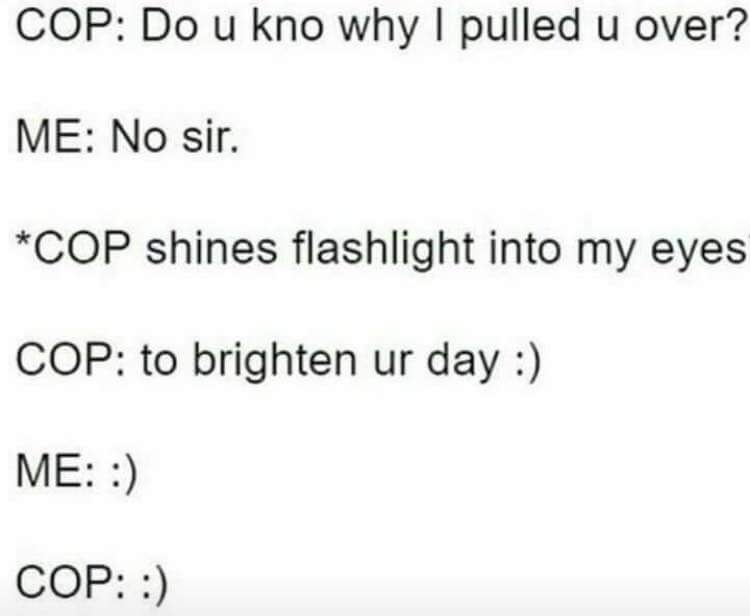 COP: Do u kno why I pulled u over?
ME: No sir.
*COP shines flashlight into my eyes
COP: to brighten ur day :)
ME: :)
COP: :)